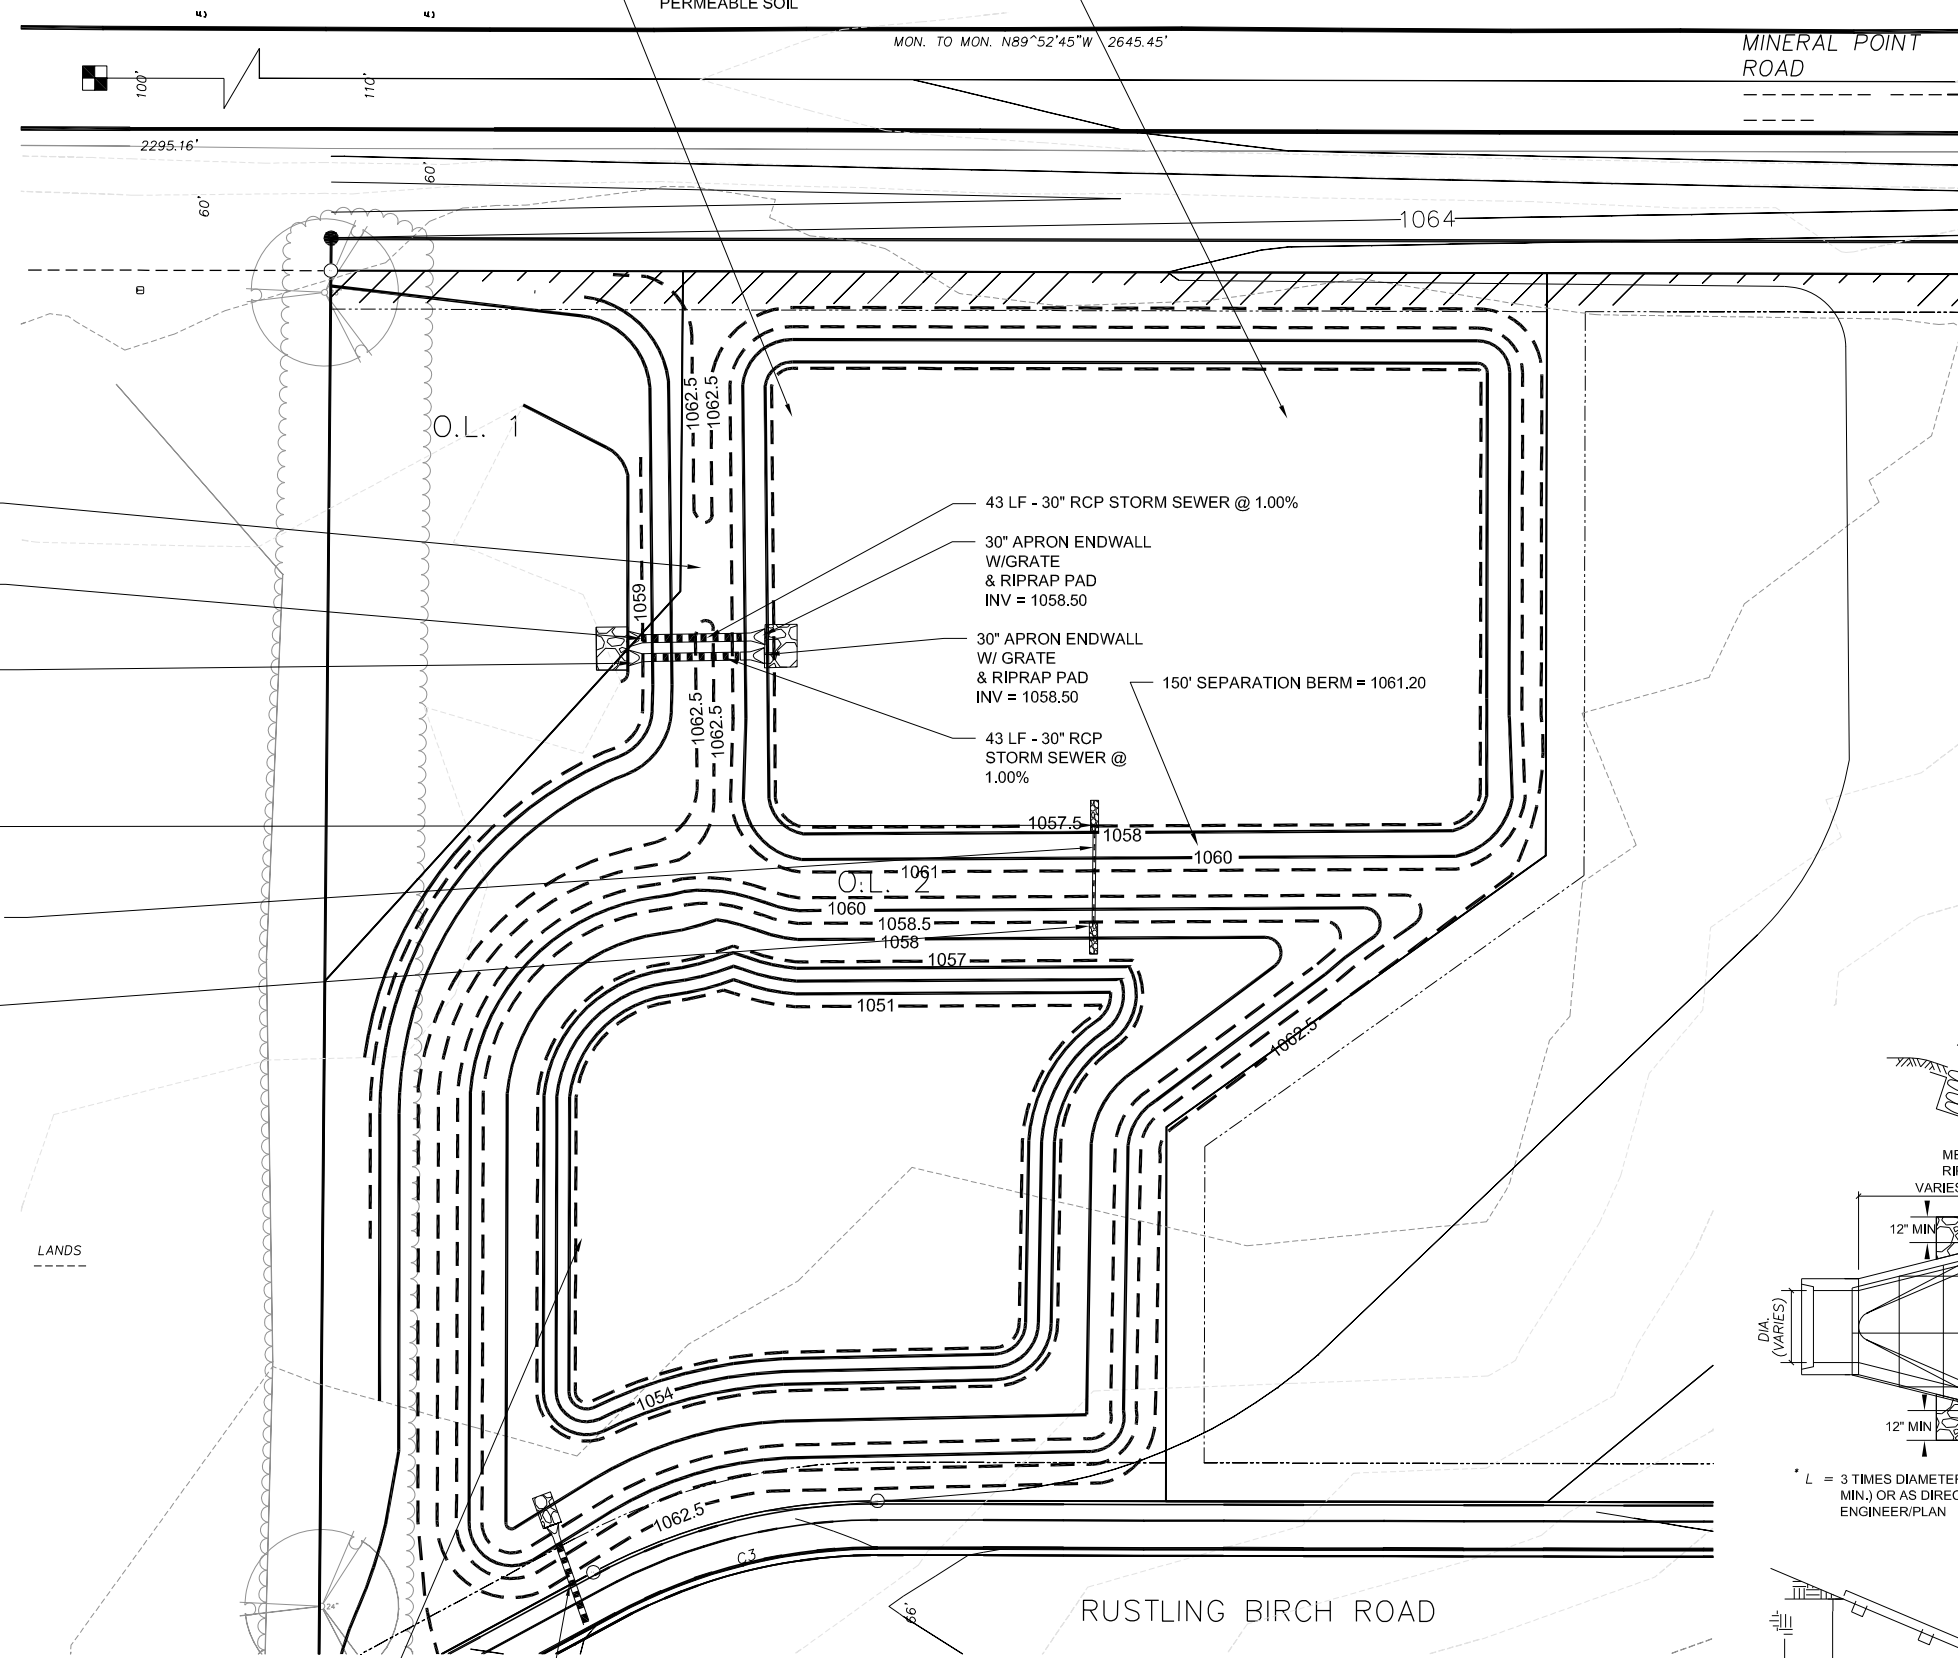 PERMEABLE SOIL
MON. TO MON. N89^52'45"W 2645.45'
MINERAL POINT
ROAD
100'
110'
2295.16'
60'
60'
1064
O.L. 1
1062.5
1062.5
43 LF - 30" RCP STORM SEWER @ 1.00%
30" APRON ENDWALL
W/GRATE
& RIPRAP PAD
INV = 1058.50
1059
30" APRON ENDWALL
W/ GRATE
& RIPRAP PAD
INV = 1058.50
150' SEPARATION BERM = 1061.20
1062.5
1062.5
43 LF - 30" RCP
STORM SEWER @
1.00%
1057.5
1058
1060
1061
O.L. 2
1060
1058.5
1058
1057
1051
1062.5
LANDS
12" MIN
DIA.
(VARIES)
12" MIN
1054
* L = 3 TIMES DIAMETER
MIN.) OR AS DIREC
ENGINEER/PLAN
VARIES
1062.5
C3
66'
24"
RUSTLING BIRCH ROAD